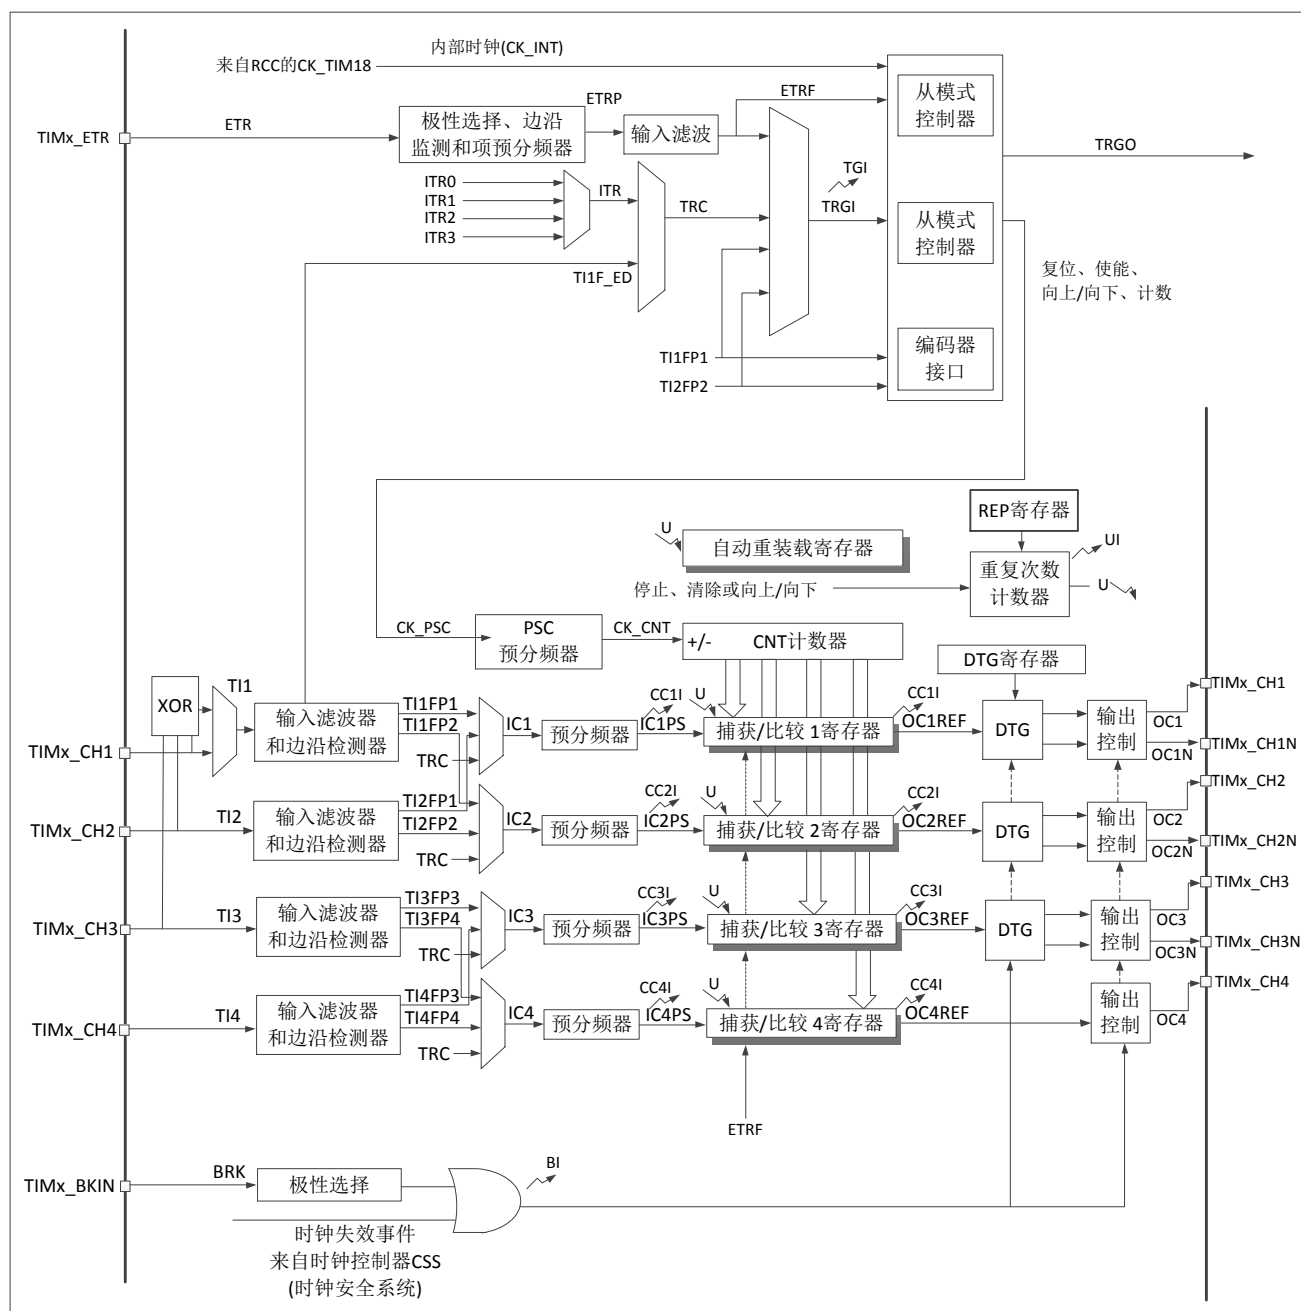 内部时钟(CK_INT)
来自RCC的CK_TIM18
TIMx_ETR
ETR
极性选择、边沿
监测和项预分频器
ETRP
输入滤波
ETRF
从模式
控制器
TRGO
ITR0
ITR1
ITR2
ITR3
ITR
TRC
TGI
TRGI
从模式
控制器
TI1F_ED
复位、使能、
向上/向下、计数
TI1FP1
TI2FP2
编码器
接口
REP寄存器
U
自动重装载寄存器
UI
停止、清除或向上/向下
重复次数
计数器
U
CK_PSC
PSC
预分频器
CK_CNT
+/-
CNT计数器
DTG寄存器
XOR
TI1
TIMx_CH1
输入滤波器
和边沿检测器
TI1FP1
TI1FP2
TRC
IC1
预分频器
CC1I
IC1PS
U
捕获/比较 1寄存器
CC1I
OC1REF
DTG
输出
控制
OC1
OC1N
TIMx_CH1
TIMx_CH1N
TIMx_CH2
TI2
输入滤波器
和边沿检测器
TI2FP1
TI2FP2
TRC
IC2
预分频器
CC2I
IC2PS
U
捕获/比较 2寄存器
CC2I
OC2REF
DTG
输出
控制
OC2
OC2N
TIMx_CH2
TIMx_CH2N
TIMx_CH3
TI3
输入滤波器
和边沿检测器
TI3FP3
TI3FP4
TRC
IC3
预分频器
CC3I
IC3PS
U
捕获/比较 3寄存器
CC3I
OC3REF
DTG
输出
控制
OC3
OC3N
TIMx_CH3
TIMx_CH3N
TIMx_CH4
TI4
输入滤波器
和边沿检测器
TI4FP3
TI4FP4
TRC
IC4
预分频器
CC4I
IC4PS
U
捕获/比较 4寄存器
CC4I
OC4REF
输出
控制
OC4
TIMx_CH4
ETRF
TIMx_BKIN
BRK
极性选择
BI
时钟失效事件
来自时钟控制器CSS
(时钟安全系统)